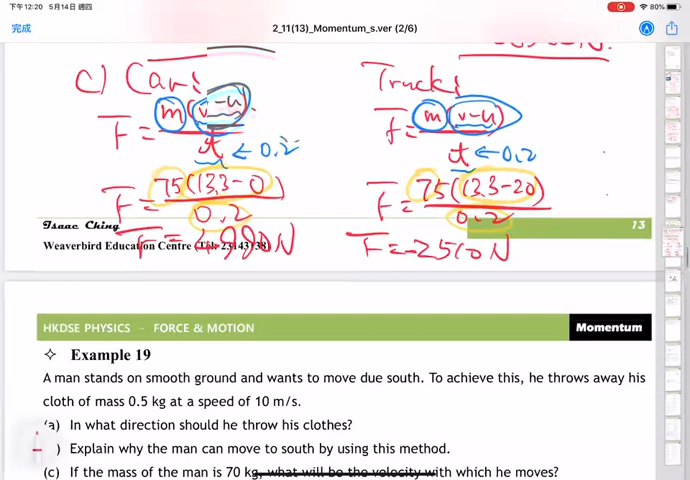 下午12:20 5月14日 週四
80%
完成
2_11(13)_Momentum_s.ver (2/6)
c) Car:
Truck:
F = m(v-u)
F = m(v-u)
t ← 0.2
t ← 0.2
F = 75(13.3-0)
F = 75(13.3-20)
0.2
0.2
Isaac Ching
13
Weaverbird Education Centre (Tel: 23143738)
F = 4990N
F = -2510N
HKDSE PHYSICS – FORCE & MOTION
Momentum
✧ Example 19
A man stands on smooth ground and wants to move due south. To achieve this, he throws away his
cloth of mass 0.5 kg at a speed of 10 m/s.
(a) In what direction should he throw his clothes?
) Explain why the man can move to south by using this method.
(c) If the mass of the man is 70 kg, what will be the velocity with which he moves?